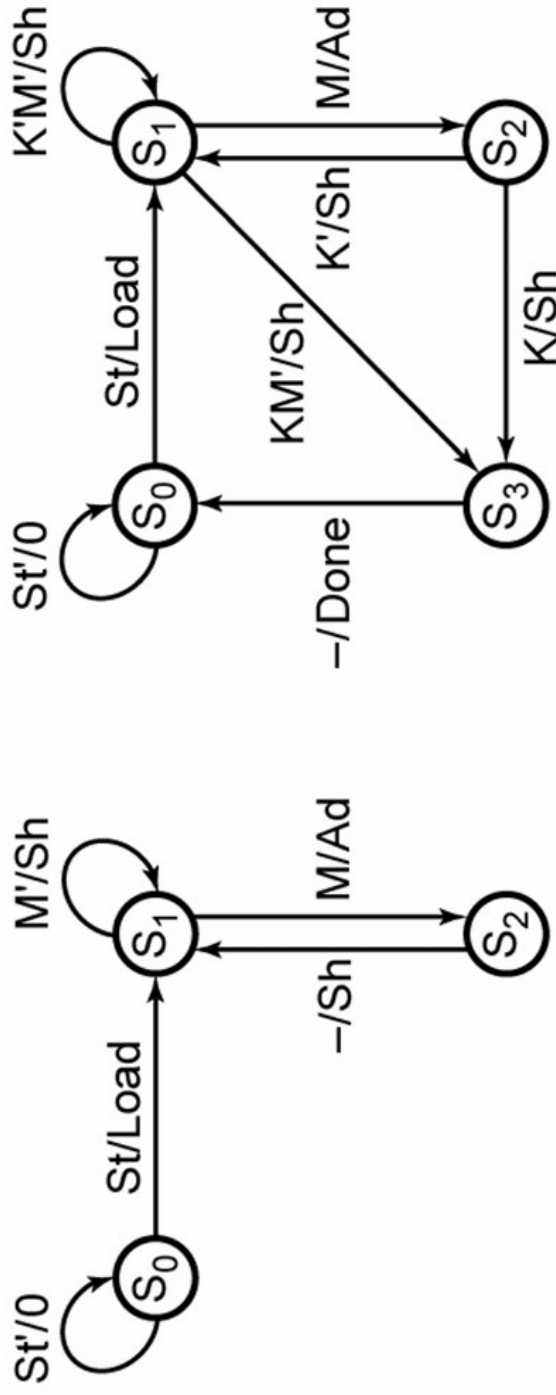 St'/0
M'/Sh
S0
St/Load
S1
–/Sh
M/Ad
S2
St'/0
K'M'/Sh
S0
St/Load
S1
–/Done
KM'/Sh
K'/Sh
M/Ad
S3
K/Sh
S2